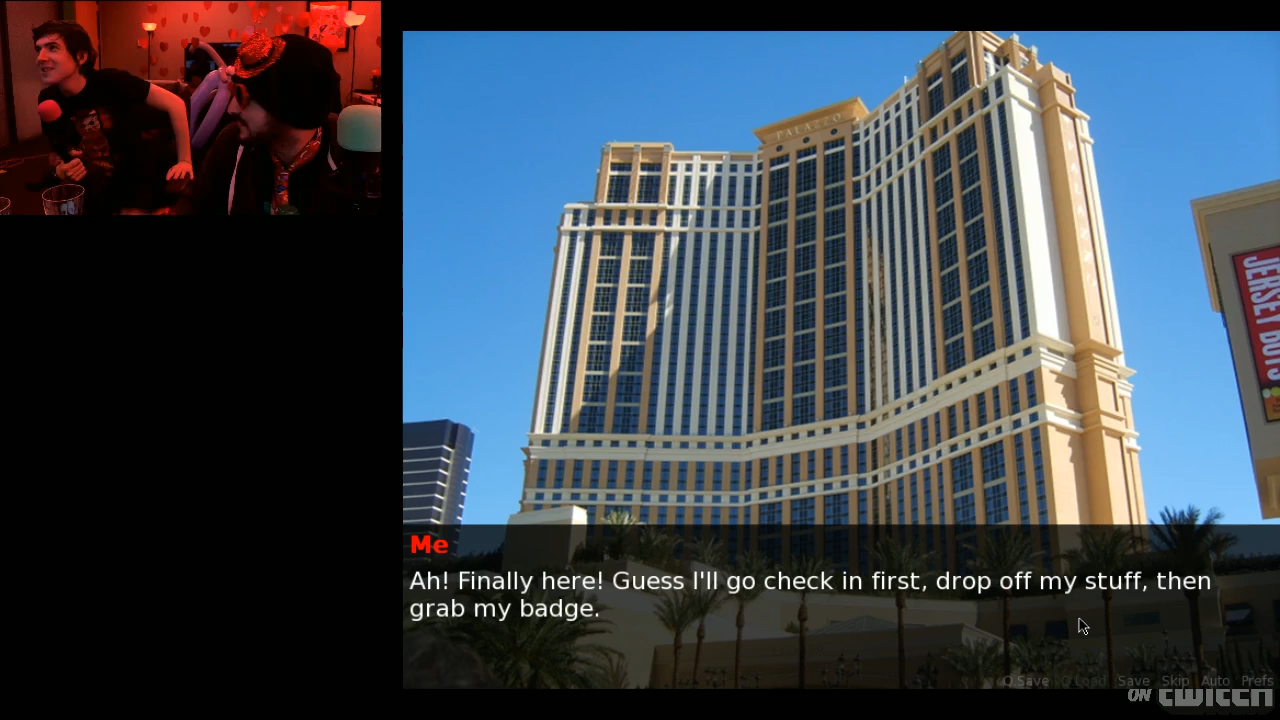 PALAZZO
JERSEY BOYS
Me
Ah! Finally here! Guess I'll go check in first, drop off my stuff, then
grab my badge.
Q.Save Q.Load Save Skip Auto Prefs
ON twitch